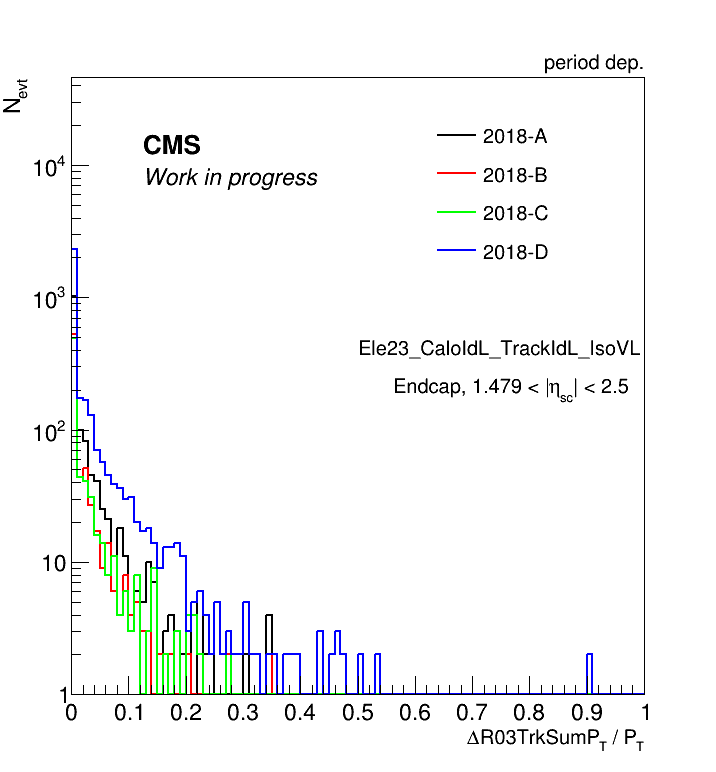 period dep.
N_evt
CMS
Work in progress
2018-A
2018-B
2018-C
2018-D
Ele23_CaloIdL_TrackIdL_IsoVL
Endcap, 1.479 < |η_sc| < 2.5
10^4
10^3
10^2
10
1
0 0.1 0.2 0.3 0.4 0.5 0.6 0.7 0.8 0.9 1
ΔR03TrkSumP_T / P_T